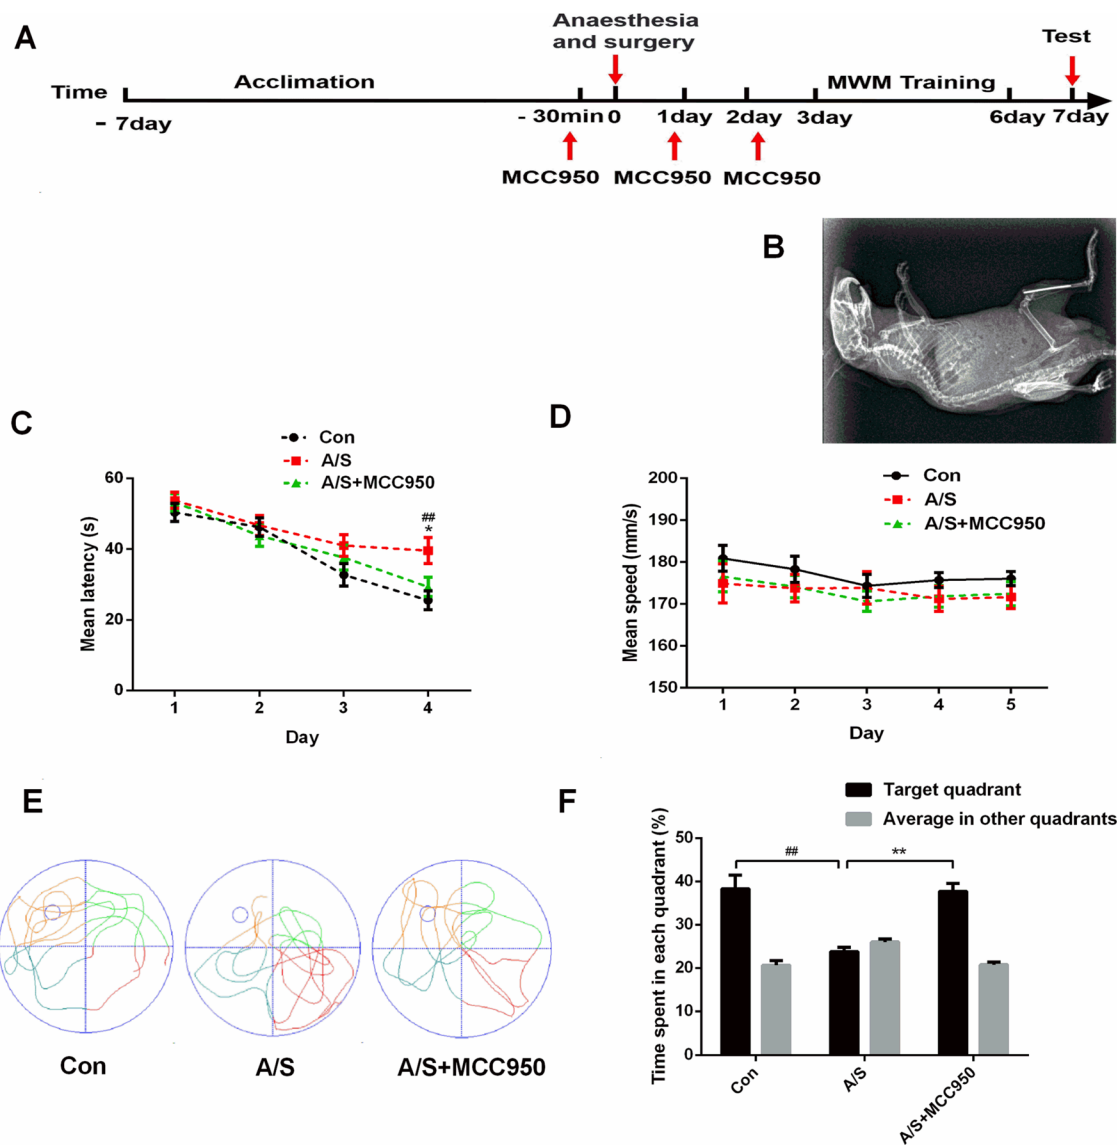 A
Anaesthesia
and surgery
Test
Time
Acclimation
MWM Training
- 7day
- 30min
0
1day
2day
3day
6day
7day
MCC950
MCC950
MCC950
B
C
Con
A/S
A/S+MCC950
Mean latency (s)
60
40
20
0
##
*
1
2
3
4
Day
D
Con
A/S
A/S+MCC950
Mean speed (mm/s)
200
190
180
170
160
150
1
2
3
4
5
Day
E
Con
A/S
A/S+MCC950
F
Target quadrant
Average in other quadrants
Time spent in each quadrant (%)
50
40
30
20
10
0
##
**
Con
A/S
A/S+MCC950